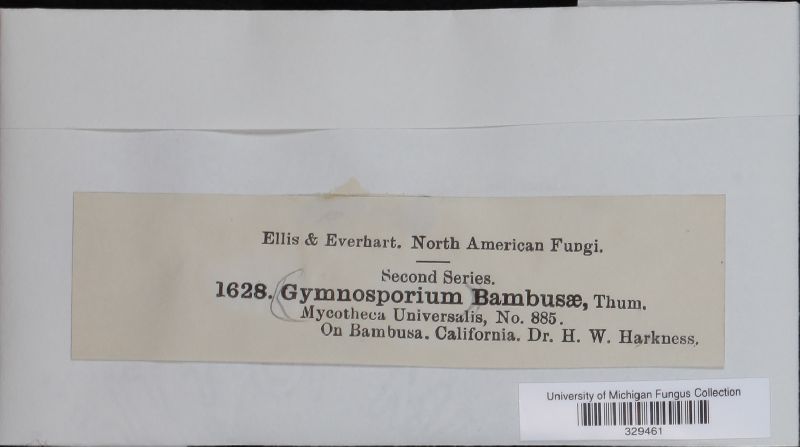 Ellis & Everhart. North American Fungi.
Second Series.
1628. Gymnosporium Bambusæ, Thum.
Mycotheca Universalis, No. 885.
On Bambusa. California. Dr. H. W. Harkness.
University of Michigan Fungus Collection
329461